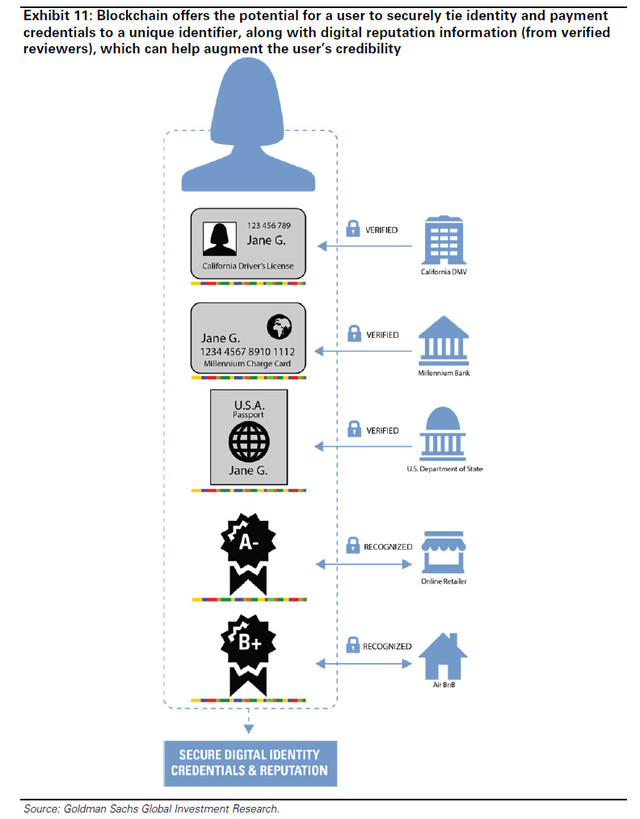 Exhibit 11: Blockchain offers the potential for a user to securely tie identity and payment
credentials to a unique identifier, along with digital reputation information (from verified
reviewers), which can help augment the user's credibility
123 456 789
Jane G.
California Driver's License
VERIFIED
California DMV
Jane G.
1234 4567 8910 1112
Millennium Charge Card
VERIFIED
Millennium Bank
U.S.A.
Passport
Jane G.
VERIFIED
U.S. Department of State
A-
RECOGNIZED
Online Retailer
B+
RECOGNIZED
Air BnB
SECURE DIGITAL IDENTITY
CREDENTIALS & REPUTATION
Source: Goldman Sachs Global Investment Research.